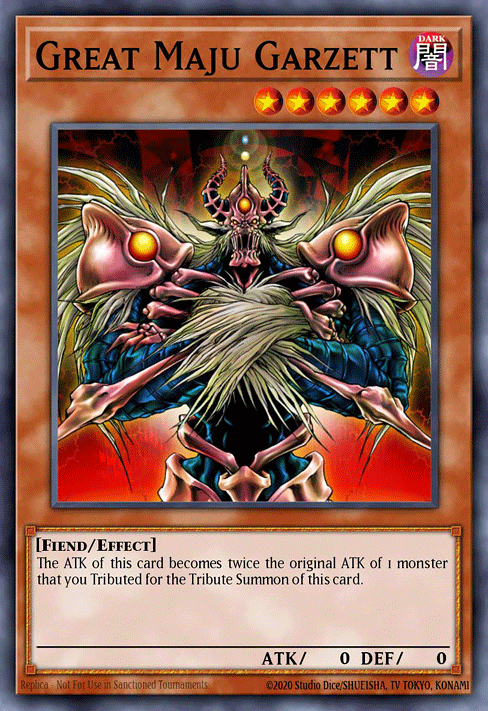 GREAT MAJU GARZETT
DARK
闇
[FIEND/EFFECT]
The ATK of this card becomes twice the original ATK of 1 monster
that you Tributed for the Tribute Summon of this card.
ATK/ 0 DEF/ 0
Replica - Not For Use in Sanctioned Tournaments
©2020 Studio Dice/SHUEISHA, TV TOKYO, KONAMI